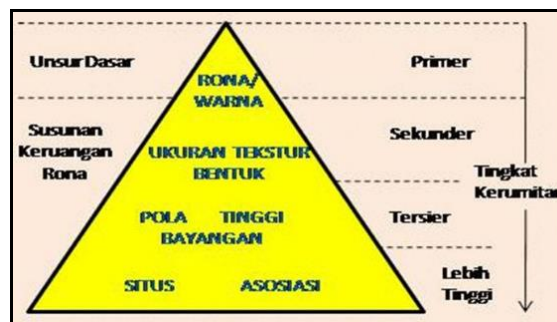 Unsur Dasar
RONA/
WARNA
Primer
Susunan
Keruangan
Rona
UKURAN TEKSTUR
BENTUK
Sekunder
Tingkat
Kerumitan
POLA TINGGI
BAYANGAN
Tersier
SITUS ASOSIASI
Lebih
Tinggi